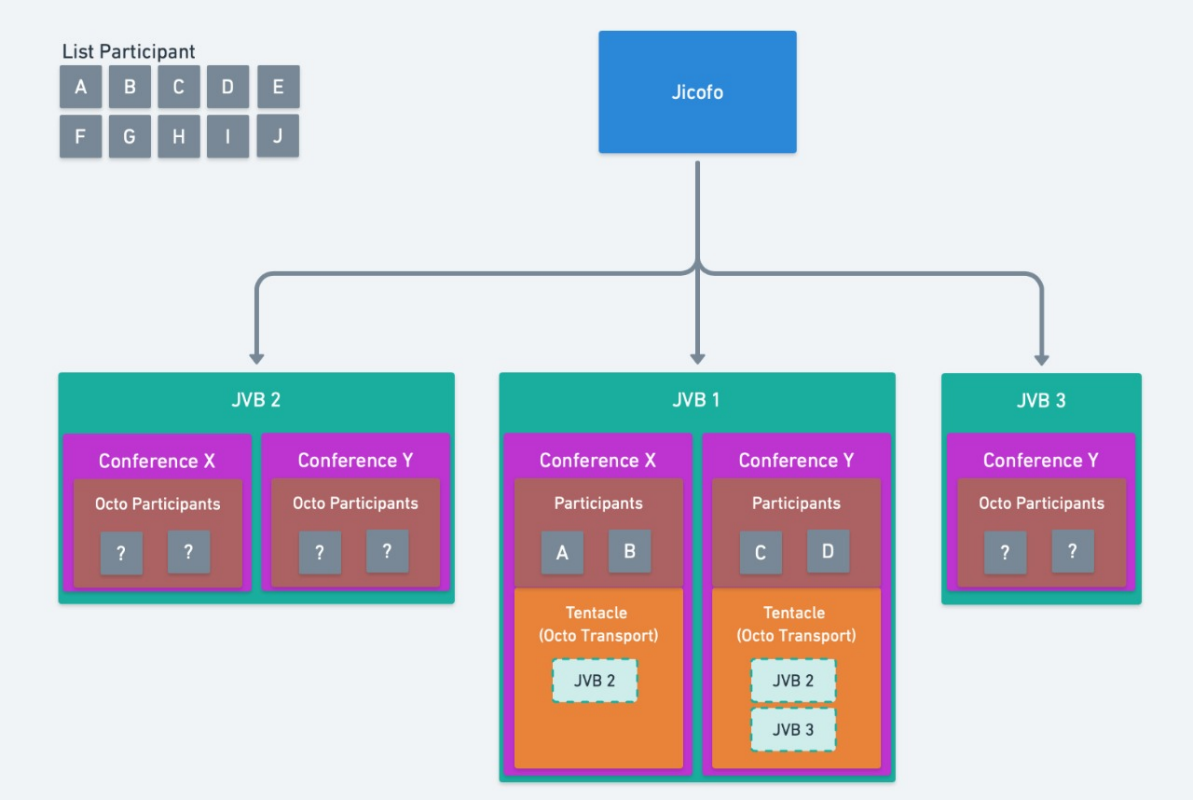 List Participant
A B C D E
F G H I J
Jicofo
JVB 2
Conference X
Octo Participants
? ?
Conference Y
Octo Participants
? ?
JVB 1
Conference X
Participants
A B
Tentacle
(Octo Transport)
JVB 2
Conference Y
Participants
C D
Tentacle
(Octo Transport)
JVB 2
JVB 3
JVB 3
Conference Y
Octo Participants
? ?